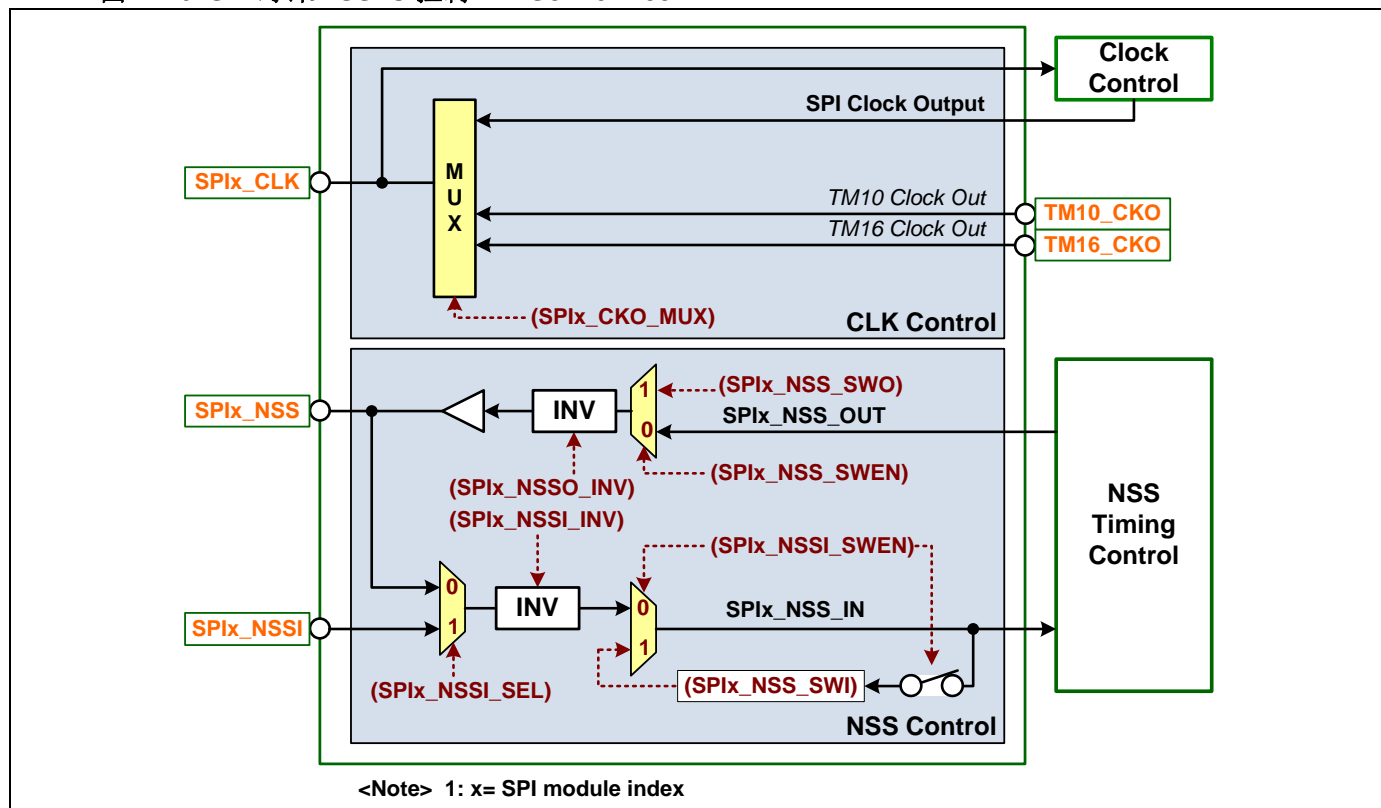 Clock
Control
SPI Clock Output
MUX
SPIx_CLK
TM10 Clock Out
TM10_CKO
TM16 Clock Out
TM16_CKO
(SPIx_CKO_MUX)
CLK Control
(SPIx_NSS_SWO)
1
SPIx_NSS
INV
SPIx_NSS_OUT
0
(SPIx_NSS_SWEN)
(SPIx_NSSO_INV)
(SPIx_NSSI_INV)
NSS
Timing
Control
(SPIx_NSSI_SWEN)
0
INV
0
SPIx_NSS_IN
SPIx_NSSI
1
1
(SPIx_NSSI_SEL)
(SPIx_NSS_SWI)
NSS Control
<Note> 1: x= SPI module index